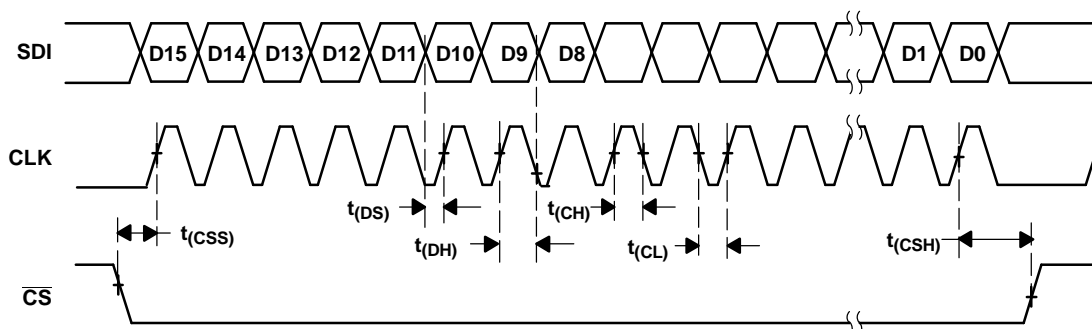 SDI D15 D14 D13 D12 D11 D10 D9 D8 D1 D0
CLK
t(DS) t(CH)
t(CSS) t(DH) t(CL) t(CSH)
CS